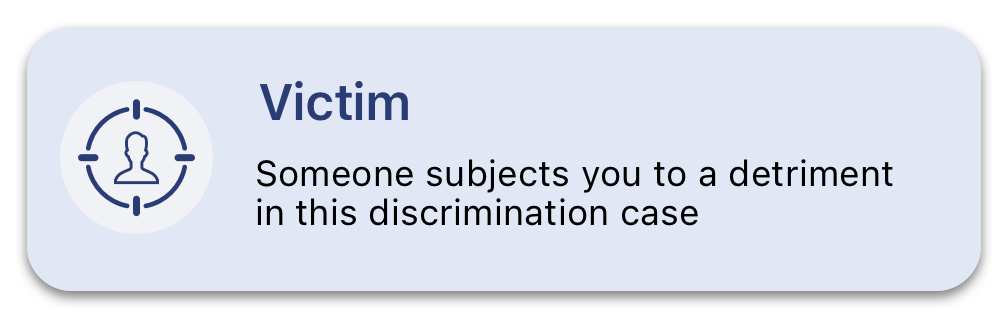 Victim
Someone subjects you to a detriment
in this discrimination case